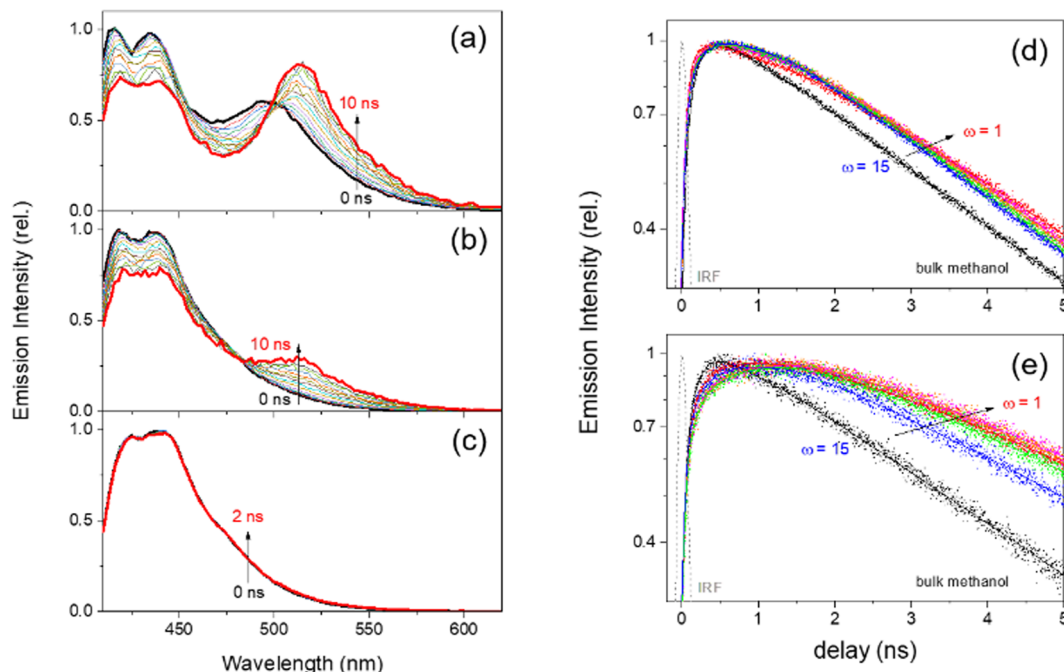 (a)
1.0
0.5
0.0
10 ns
0 ns
(b)
1.0
0.5
0.0
10 ns
0 ns
(c)
1.0
0.5
0.0
2 ns
0 ns
450
500
550
600
Wavelength (nm)
Emission Intensity (rel.)
(d)
1
0.7
0.4
ω = 1
ω = 15
IRF
bulk methanol
0
1
2
3
4
5
(e)
1
0.7
0.4
ω = 1
ω = 15
IRF
bulk methanol
0
1
2
3
4
5
delay (ns)
Emission Intensity (rel.)